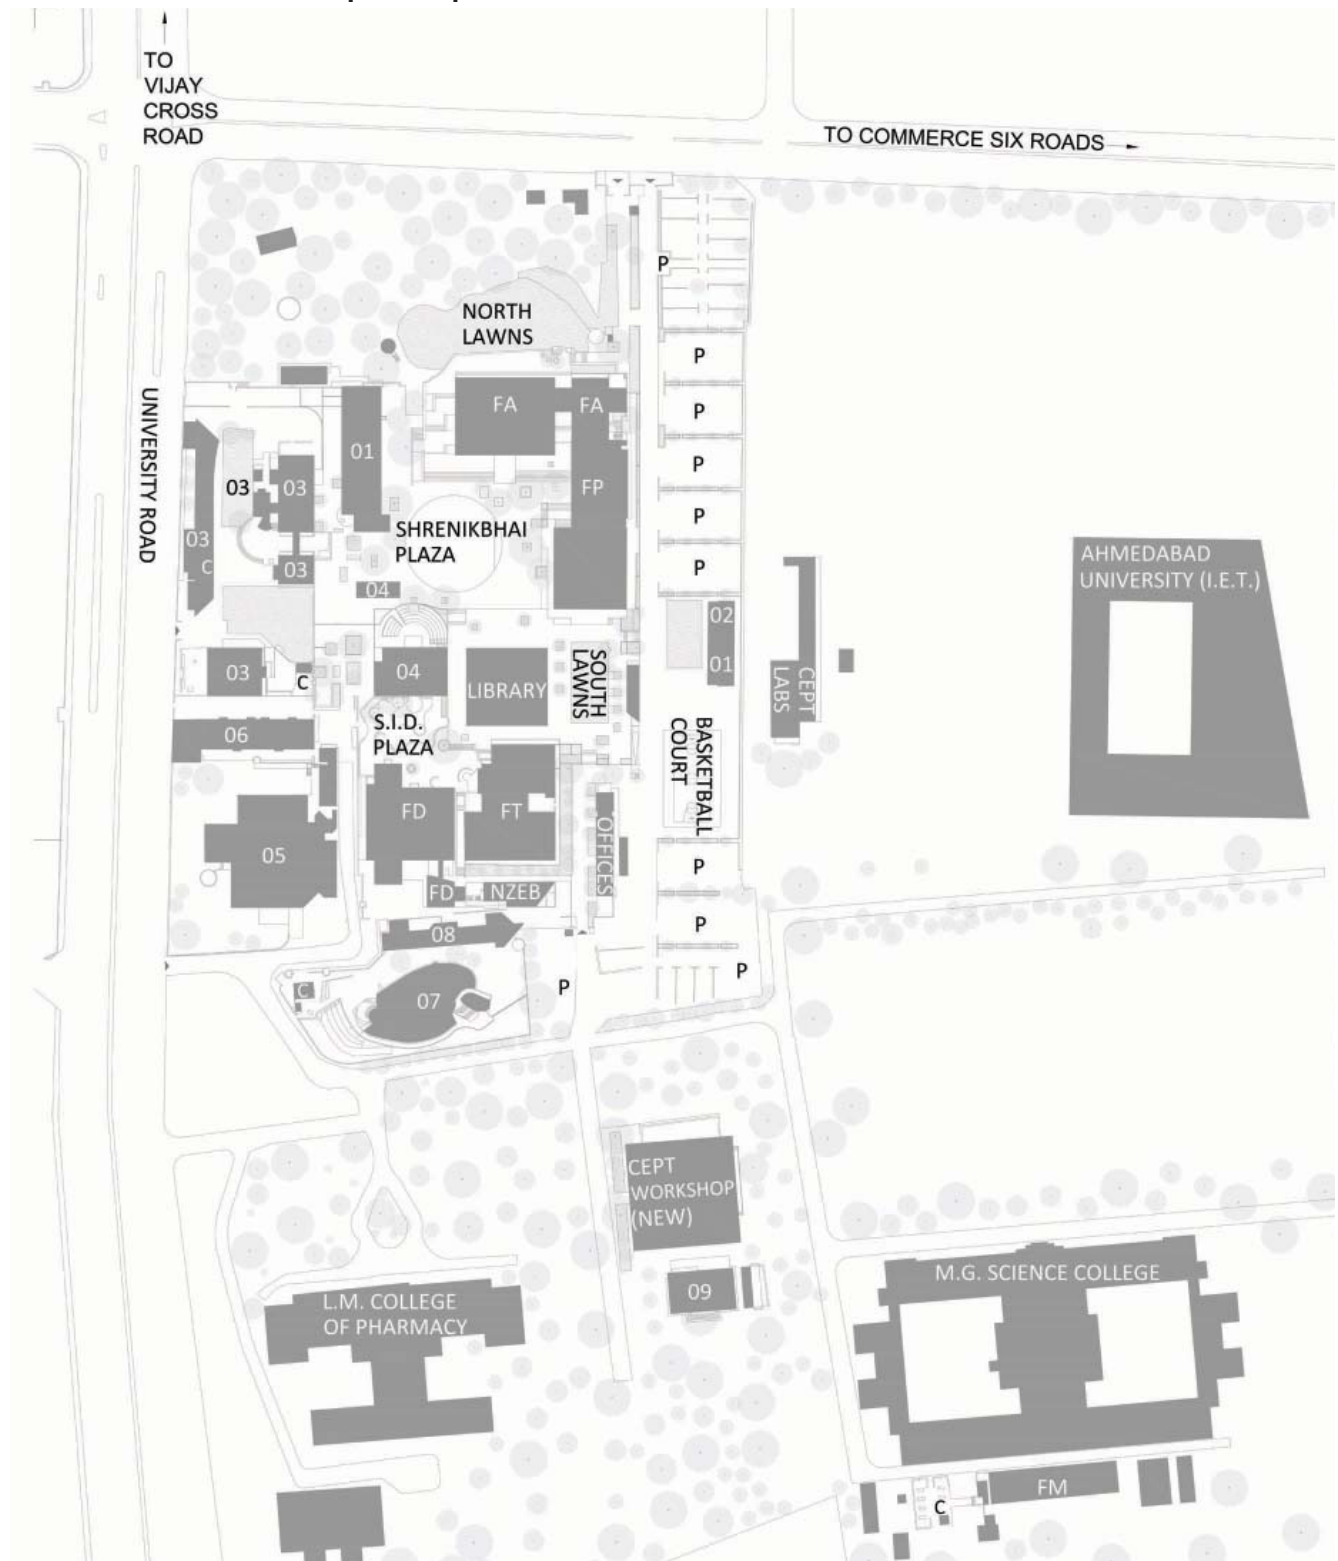 TO
VIJAY
CROSS
ROAD
TO COMMERCE SIX ROADS
P
NORTH
LAWNS
P
UNIVERSITY ROAD
FA
FA
P
01
P
03
03
FP
SHRENIKBHAI
PLAZA
P
03
C
03
P
AHMEDABAD
UNIVERSITY (I.E.T.)
04
02
01
03
C
04
LIBRARY
SOUTH
LAWNS
CEPT
LABS
06
S.I.D.
PLAZA
BASKETBALL
COURT
FD
FT
OFFICES
05
P
FD
NZEB
08
P
P
C
07
P
CEPT
WORKSHOP
(NEW)
09
M.G. SCIENCE COLLEGE
L.M. COLLEGE
OF PHARMACY
FM
C